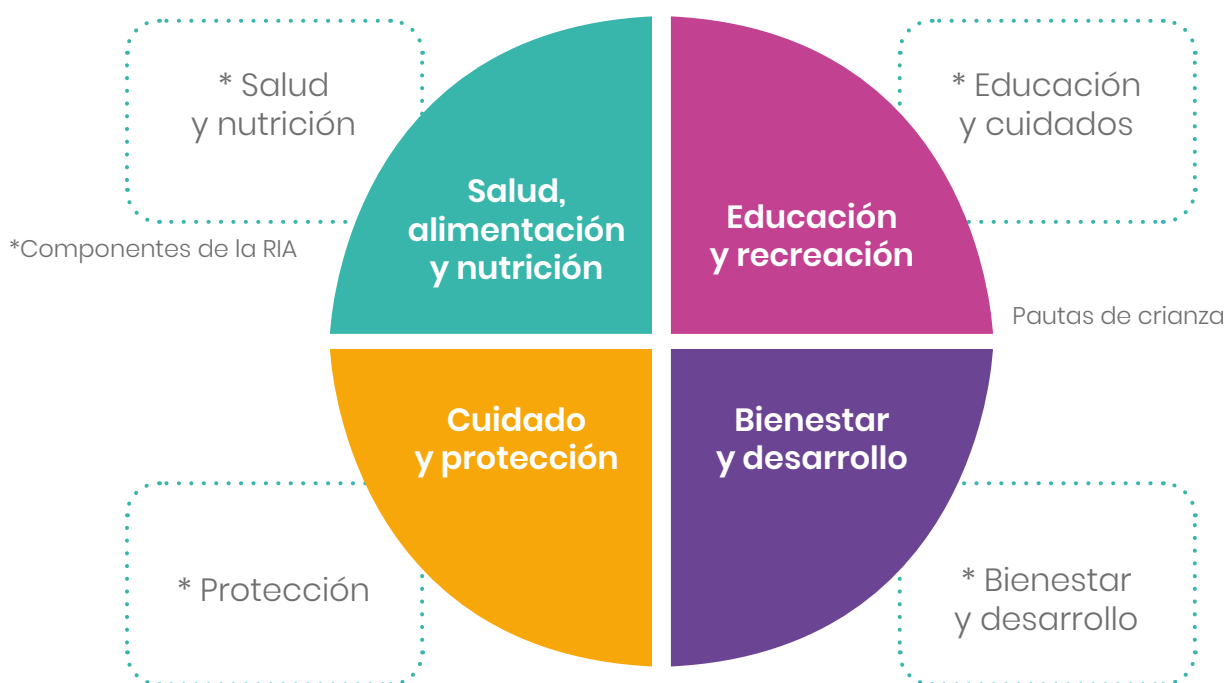 * Salud
y nutrición
* Educación
y cuidados
Salud,
alimentación
y nutrición
Educación
y recreación
*Componentes de la RIA
Pautas de crianza
Cuidado
y protección
Bienestar
y desarrollo
* Protección
* Bienestar
y desarrollo